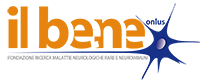 il bene onlus
FONDAZIONE RICERCA MALATTIE NEUROLOGICHE RARE E NEUROIMMUNI